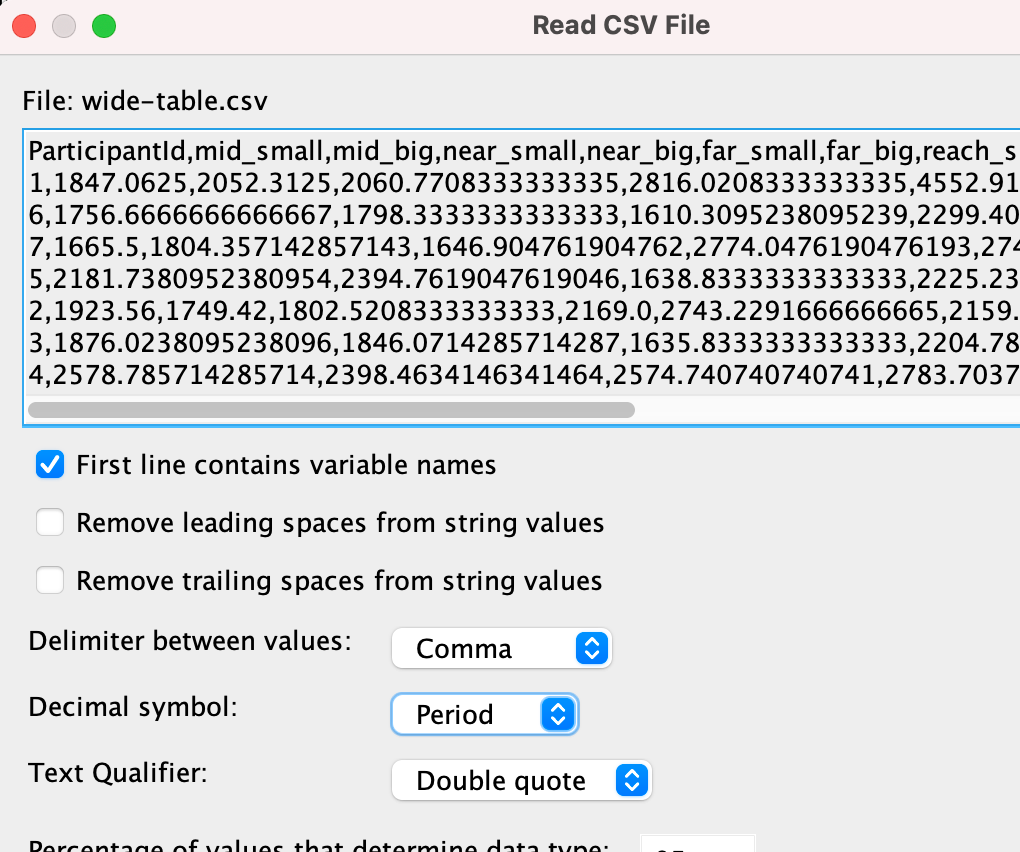 Read CSV File
File: wide-table.csv
ParticipantId,mid_small,mid_big,near_small,near_big,far_small,far_big,reach_s
1,1847.0625,2052.3125,2060.7708333333335,2816.0208333333335,4552.91
6,1756.6666666666667,1798.3333333333333,1610.3095238095239,2299.40
7,1665.5,1804.357142857143,1646.904761904762,2774.0476190476193,274
5,2181.7380952380954,2394.7619047619046,1638.8333333333333,2225.23
2,1923.56,1749.42,1802.5208333333333,2169.0,2743.2291666666665,2159.
3,1876.0238095238096,1846.0714285714287,1635.8333333333333,2204.78
4,2578.785714285714,2398.4634146341464,2574.740740740741,2783.7037
First line contains variable names
Remove leading spaces from string values
Remove trailing spaces from string values
Delimiter between values: Comma
Decimal symbol: Period
Text Qualifier: Double quote
Percentage of values that determine data type: